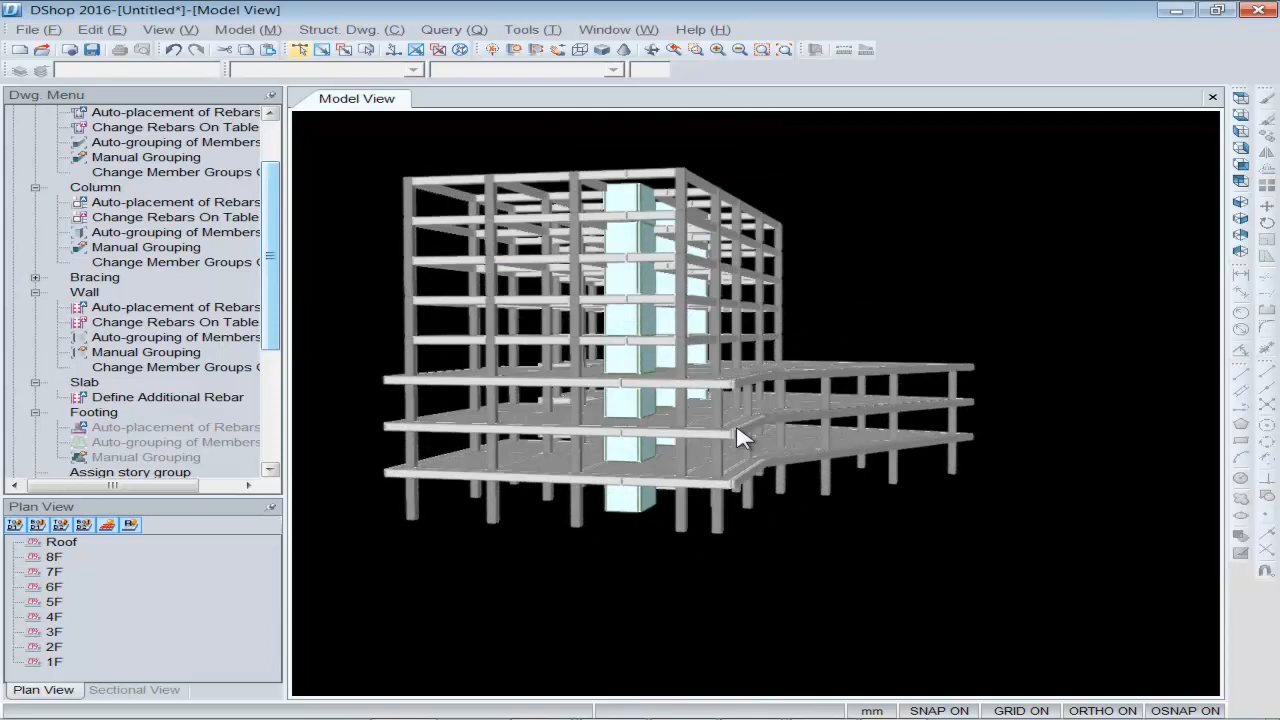 DShop 2016-[Untitled*]-[Model View]
File (F) Edit (E) View (V) Model (M) Struct. Dwg. (C) Query (Q) Tools (T) Window (W) Help (H)
Dwg. Menu
Auto-placement of Rebars
Change Rebars On Table
Auto-grouping of Members
Manual Grouping
Change Member Groups
Column
Auto-placement of Rebars
Change Rebars On Table
Auto-grouping of Members
Manual Grouping
Change Member Groups
Bracing
Wall
Auto-placement of Rebars
Change Rebars On Table
Auto-grouping of Members
Manual Grouping
Change Member Groups
Slab
Define Additional Rebar
Footing
Auto-placement of Rebars
Auto-grouping of Members
Manual Grouping
Assign story group
Plan View
Roof
8F
7F
6F
5F
4F
3F
2F
1F
Plan View Sectional View
Model View
mm SNAP ON GRID ON ORTHO ON OSNAP ON